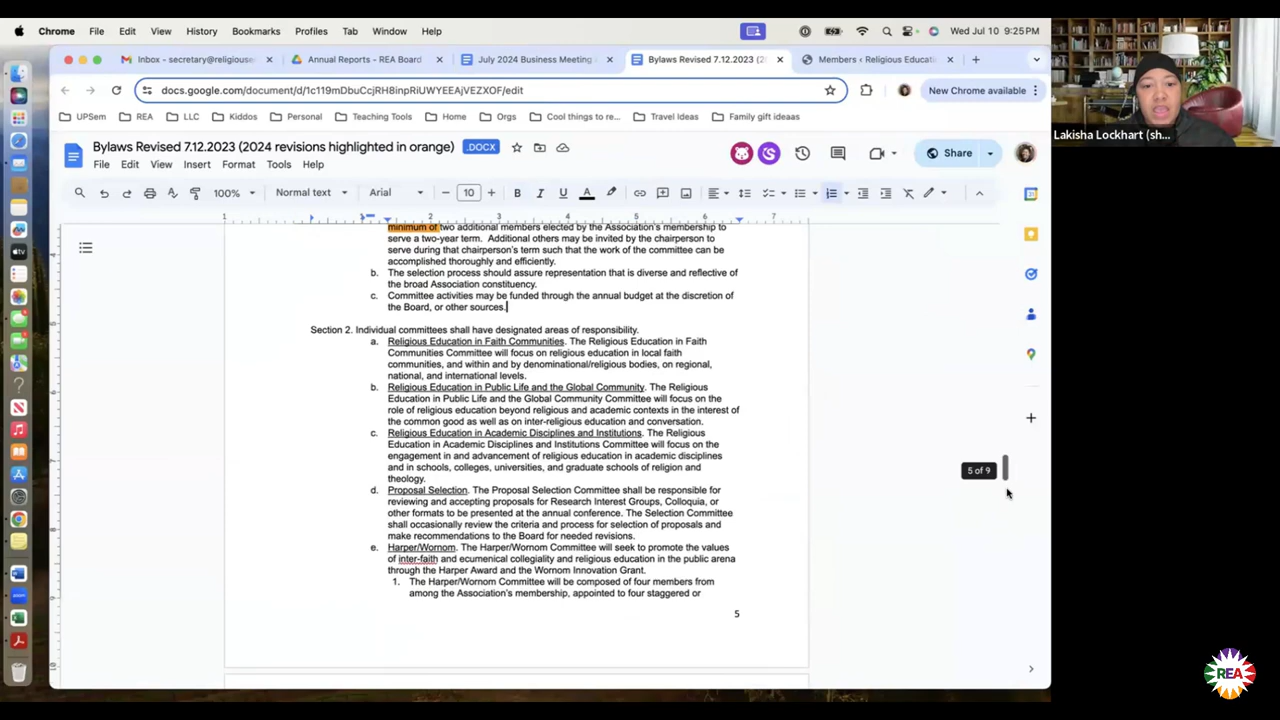 Chrome File Edit View History Bookmarks Profiles Tab Window Help Wed Jul 10 9:25 PM
Inbox - secretary@religiouse Annual Reports - REA Board July 2024 Business Meeting - Bylaws Revised 7.12.2023 (2 Members ‹ Religious Educati
docs.google.com/document/d/1c119mDbuCcjRH8inpRiUWYEEAjVEZXOF/edit New Chrome available
UPSem REA LLC Kiddos Personal Teaching Tools Home Orgs Cool things to re... Travel Ideas Family gift ideaas
Bylaws Revised 7.12.2023 (2024 revisions highlighted in orange) .DOCX
File Edit View Insert Format Tools Help
Share
100% Normal text Arial 10
1 1 2 3 4 5 6 7
minimum of two additional members elected by the Association's membership to
serve a two-year term. Additional others may be invited by the chairperson to
serve during that chairperson's term such that the work of the committee can be
accomplished thoroughly and efficiently.
b. The selection process should assure representation that is diverse and reflective of
the broad Association constituency.
c. Committee activities may be funded through the annual budget at the discretion of
the Board, or other sources.
Section 2. Individual committees shall have designated areas of responsibility.
a. Religious Education in Faith Communities. The Religious Education in Faith
Communities Committee will focus on religious education in local faith
communities, and within and by denominational/religious bodies, on regional,
national, and international levels.
b. Religious Education in Public Life and the Global Community. The Religious
Education in Public Life and the Global Community Committee will focus on the
role of religious education beyond religious and academic contexts in the interest of
the common good as well as on inter-religious education and conversation.
c. Religious Education in Academic Disciplines and Institutions. The Religious
Education in Academic Disciplines and Institutions Committee will focus on the
engagement in and advancement of religious education in academic disciplines
and in schools, colleges, universities, and graduate schools of religion and
theology.
d. Proposal Selection. The Proposal Selection Committee shall be responsible for
reviewing and accepting proposals for Research Interest Groups, Colloquia, or
other formats to be presented at the annual conference. The Selection Committee
shall occasionally review the criteria and process for selection of proposals and
make recommendations to the Board for needed revisions.
e. Harper/Wornom. The Harper/Wornom Committee will seek to promote the values
of inter-faith and ecumenical collegiality and religious education in the public arena
through the Harper Award and the Wornom Innovation Grant.
1. The Harper/Wornom Committee will be composed of four members from
among the Association's membership, appointed to four staggered or
5
5 of 9
Lakisha Lockhart (sh...
REA